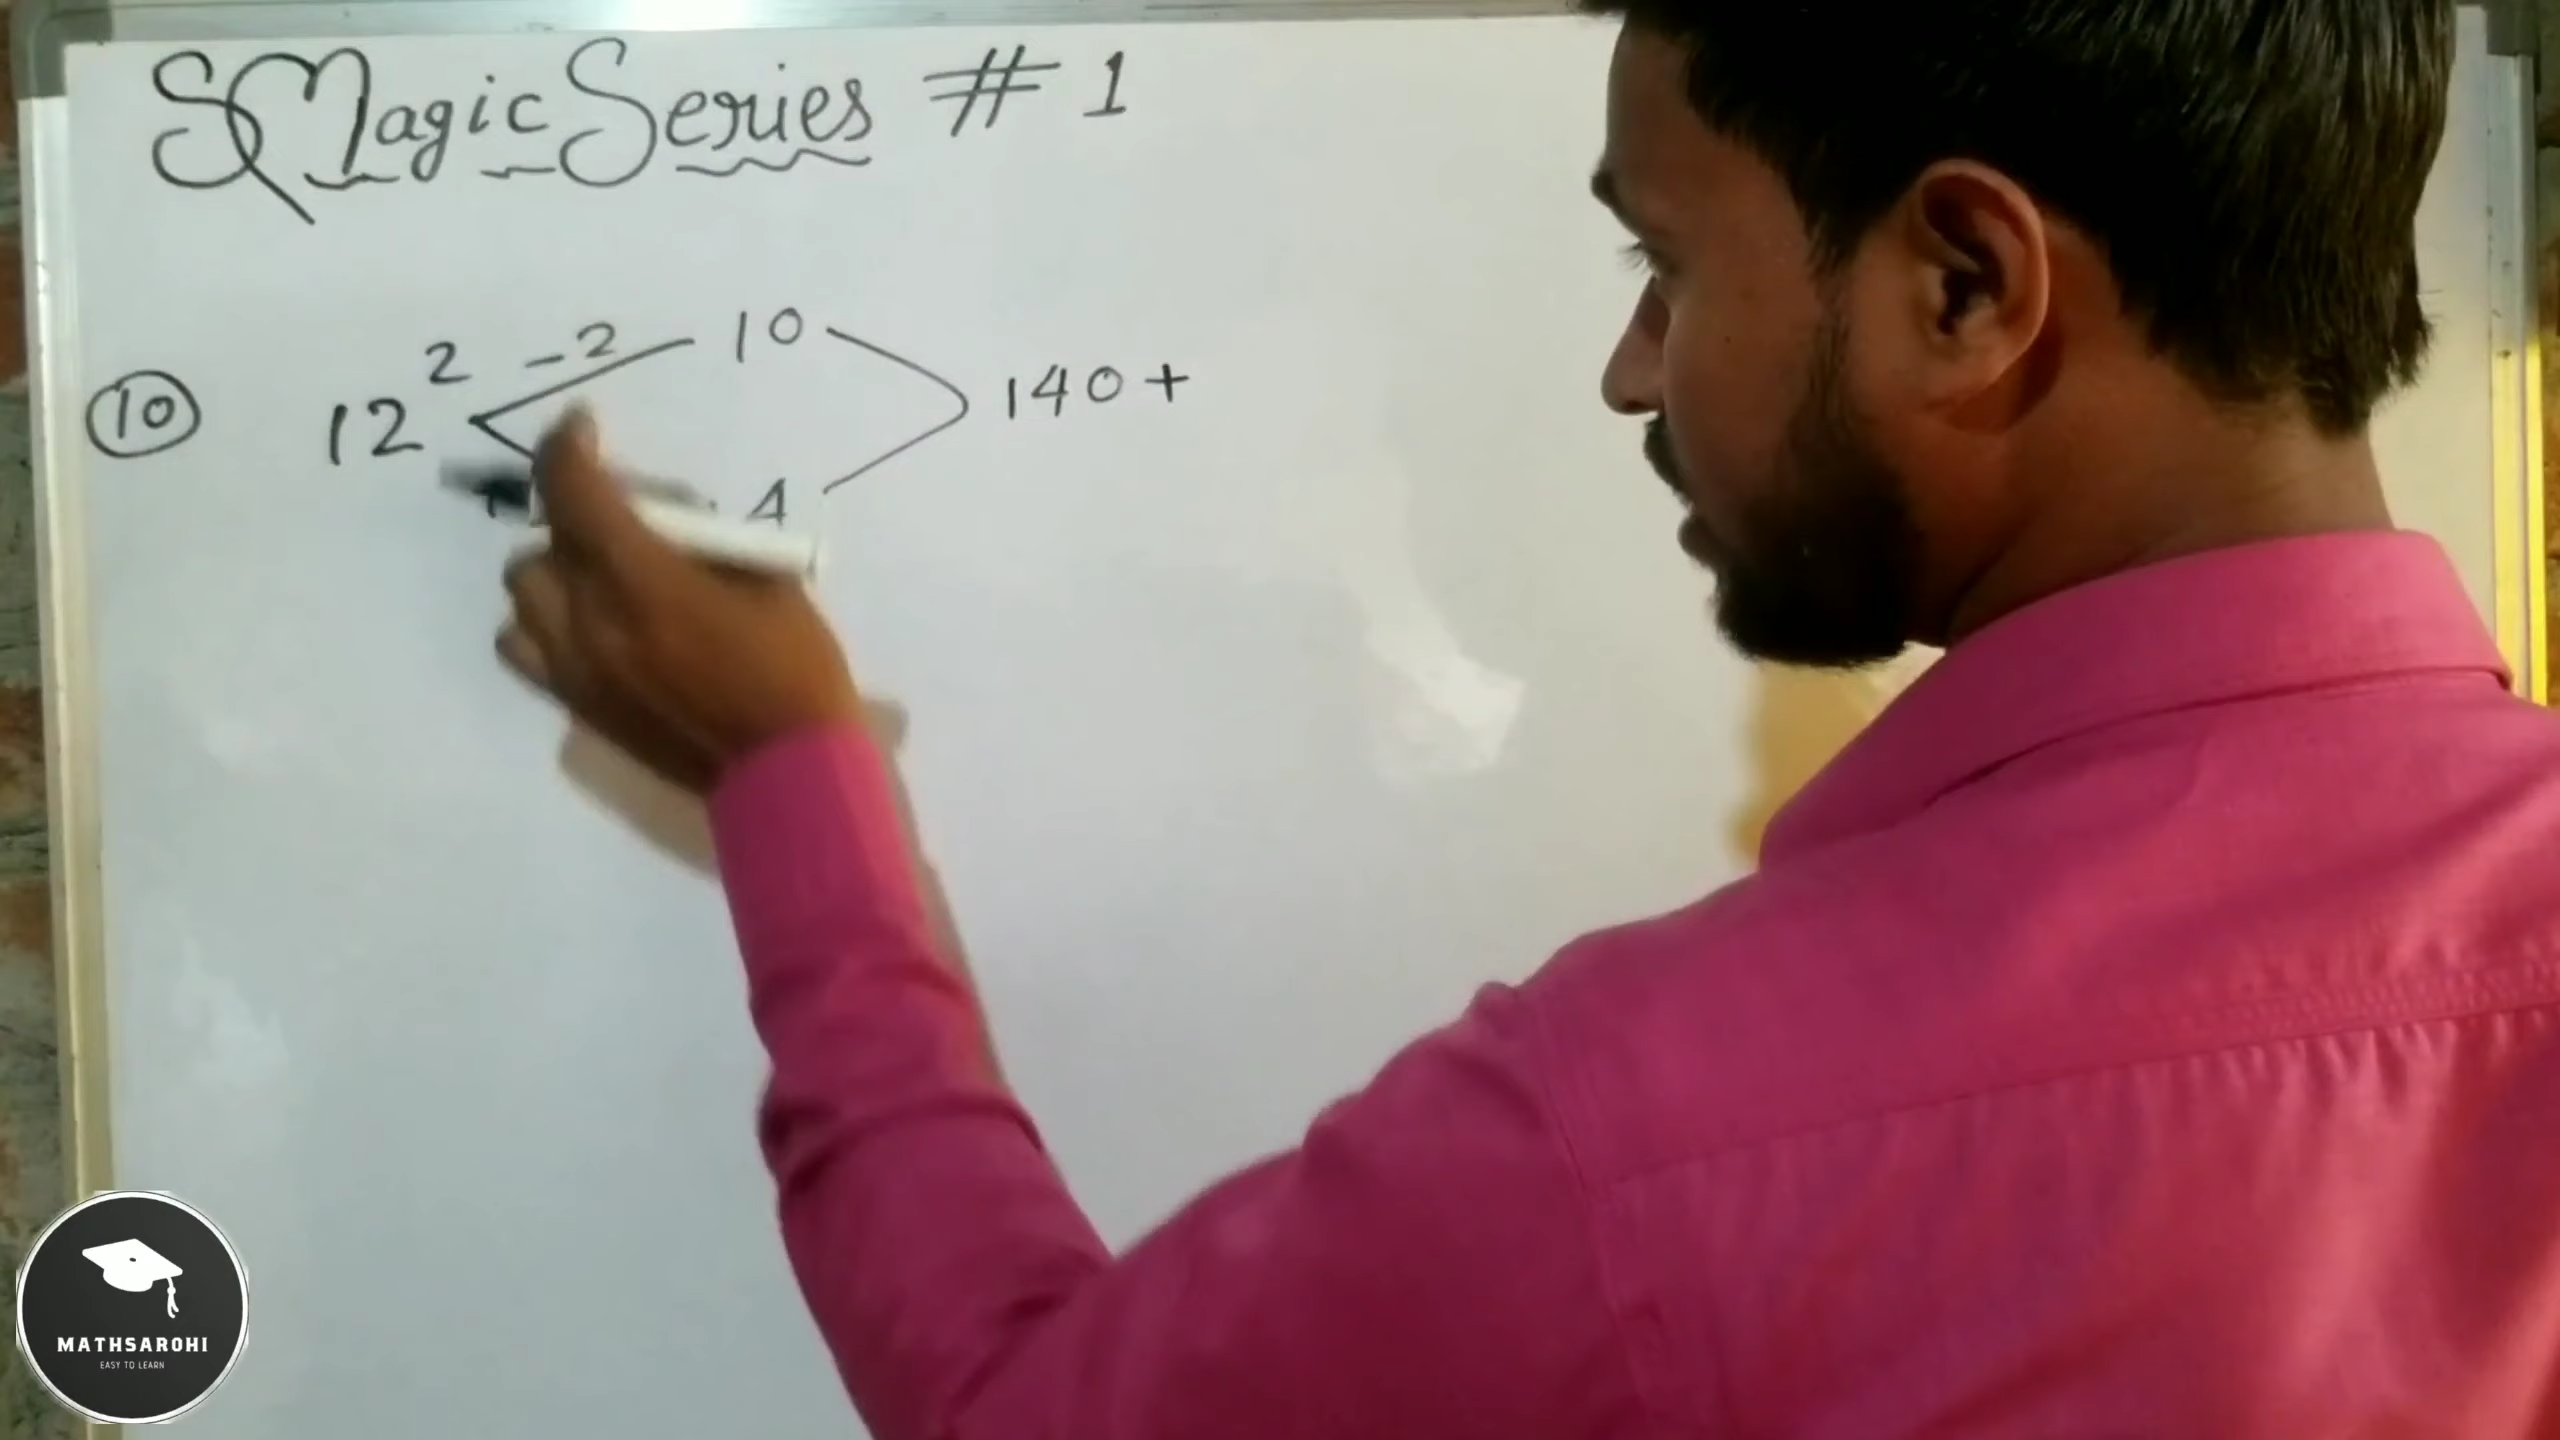 Magic Series # 1
⑩ 12² -2 10 140 +
4
MATHSAROHI
EASY TO LEARN